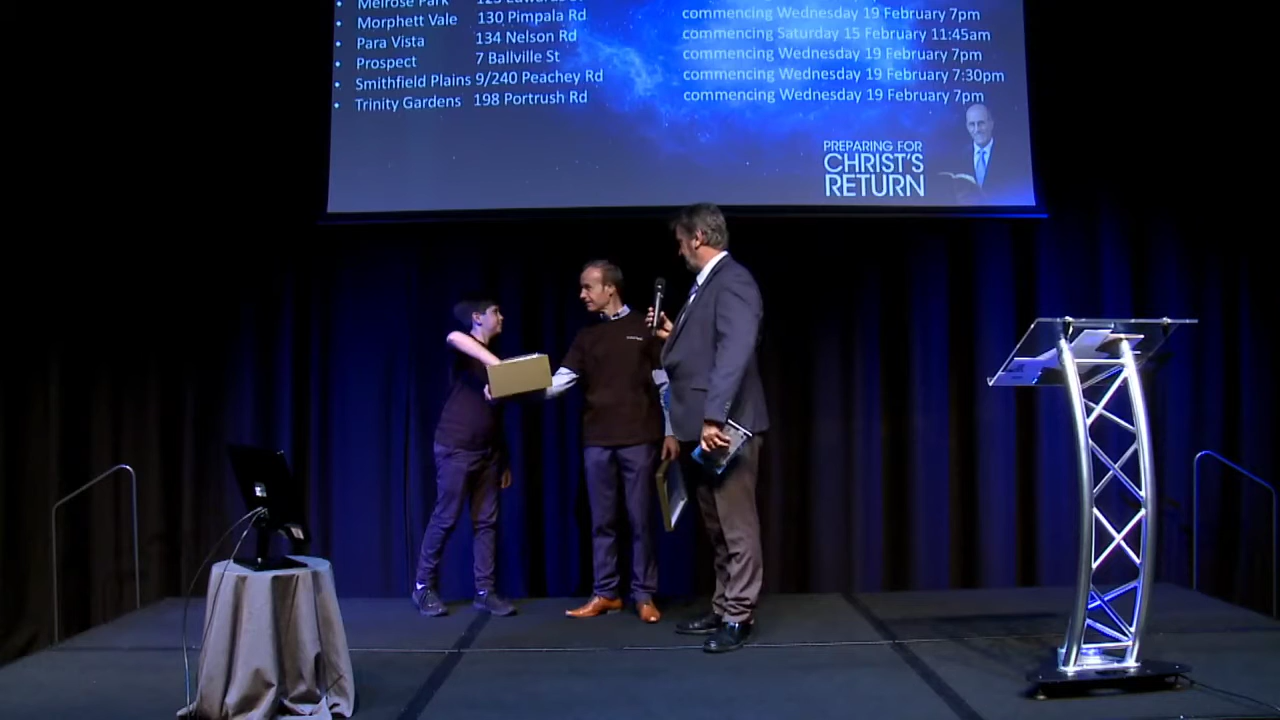 • Melrose Park
• Morphett Vale 130 Pimpala Rd commencing Wednesday 19 February 7pm
• Para Vista 134 Nelson Rd commencing Saturday 15 February 11:45am
• Prospect 7 Ballville St commencing Wednesday 19 February 7pm
• Smithfield Plains 9/240 Peachey Rd commencing Wednesday 19 February 7:30pm
• Trinity Gardens 198 Portrush Rd commencing Wednesday 19 February 7pm
PREPARING FOR
CHRIST'S
RETURN